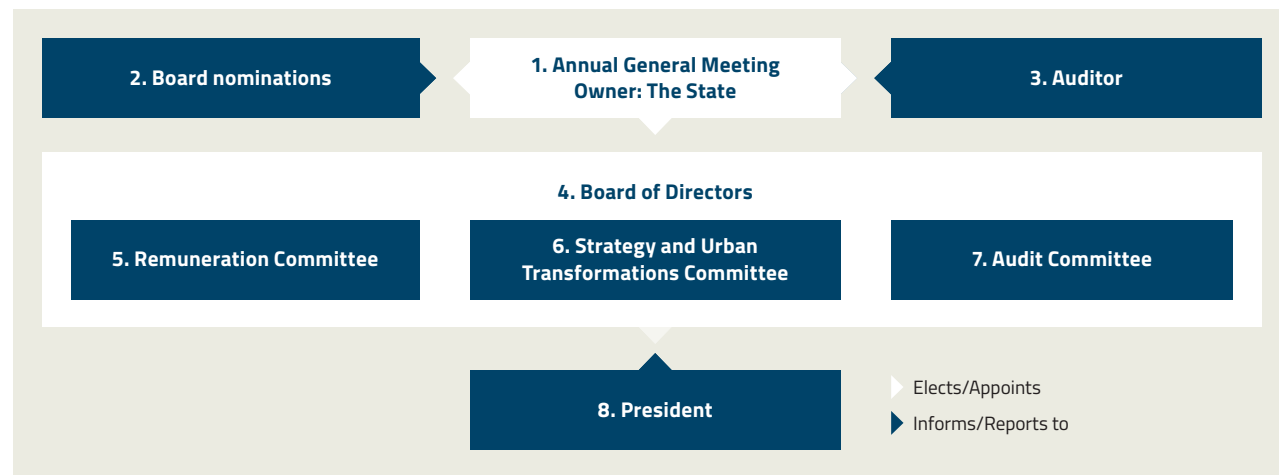 2. Board nominations
1. Annual General Meeting
Owner: The State
3. Auditor
4. Board of Directors
5. Remuneration Committee
6. Strategy and Urban
Transformations Committee
7. Audit Committee
8. President
Elects/Appoints
Informs/Reports to